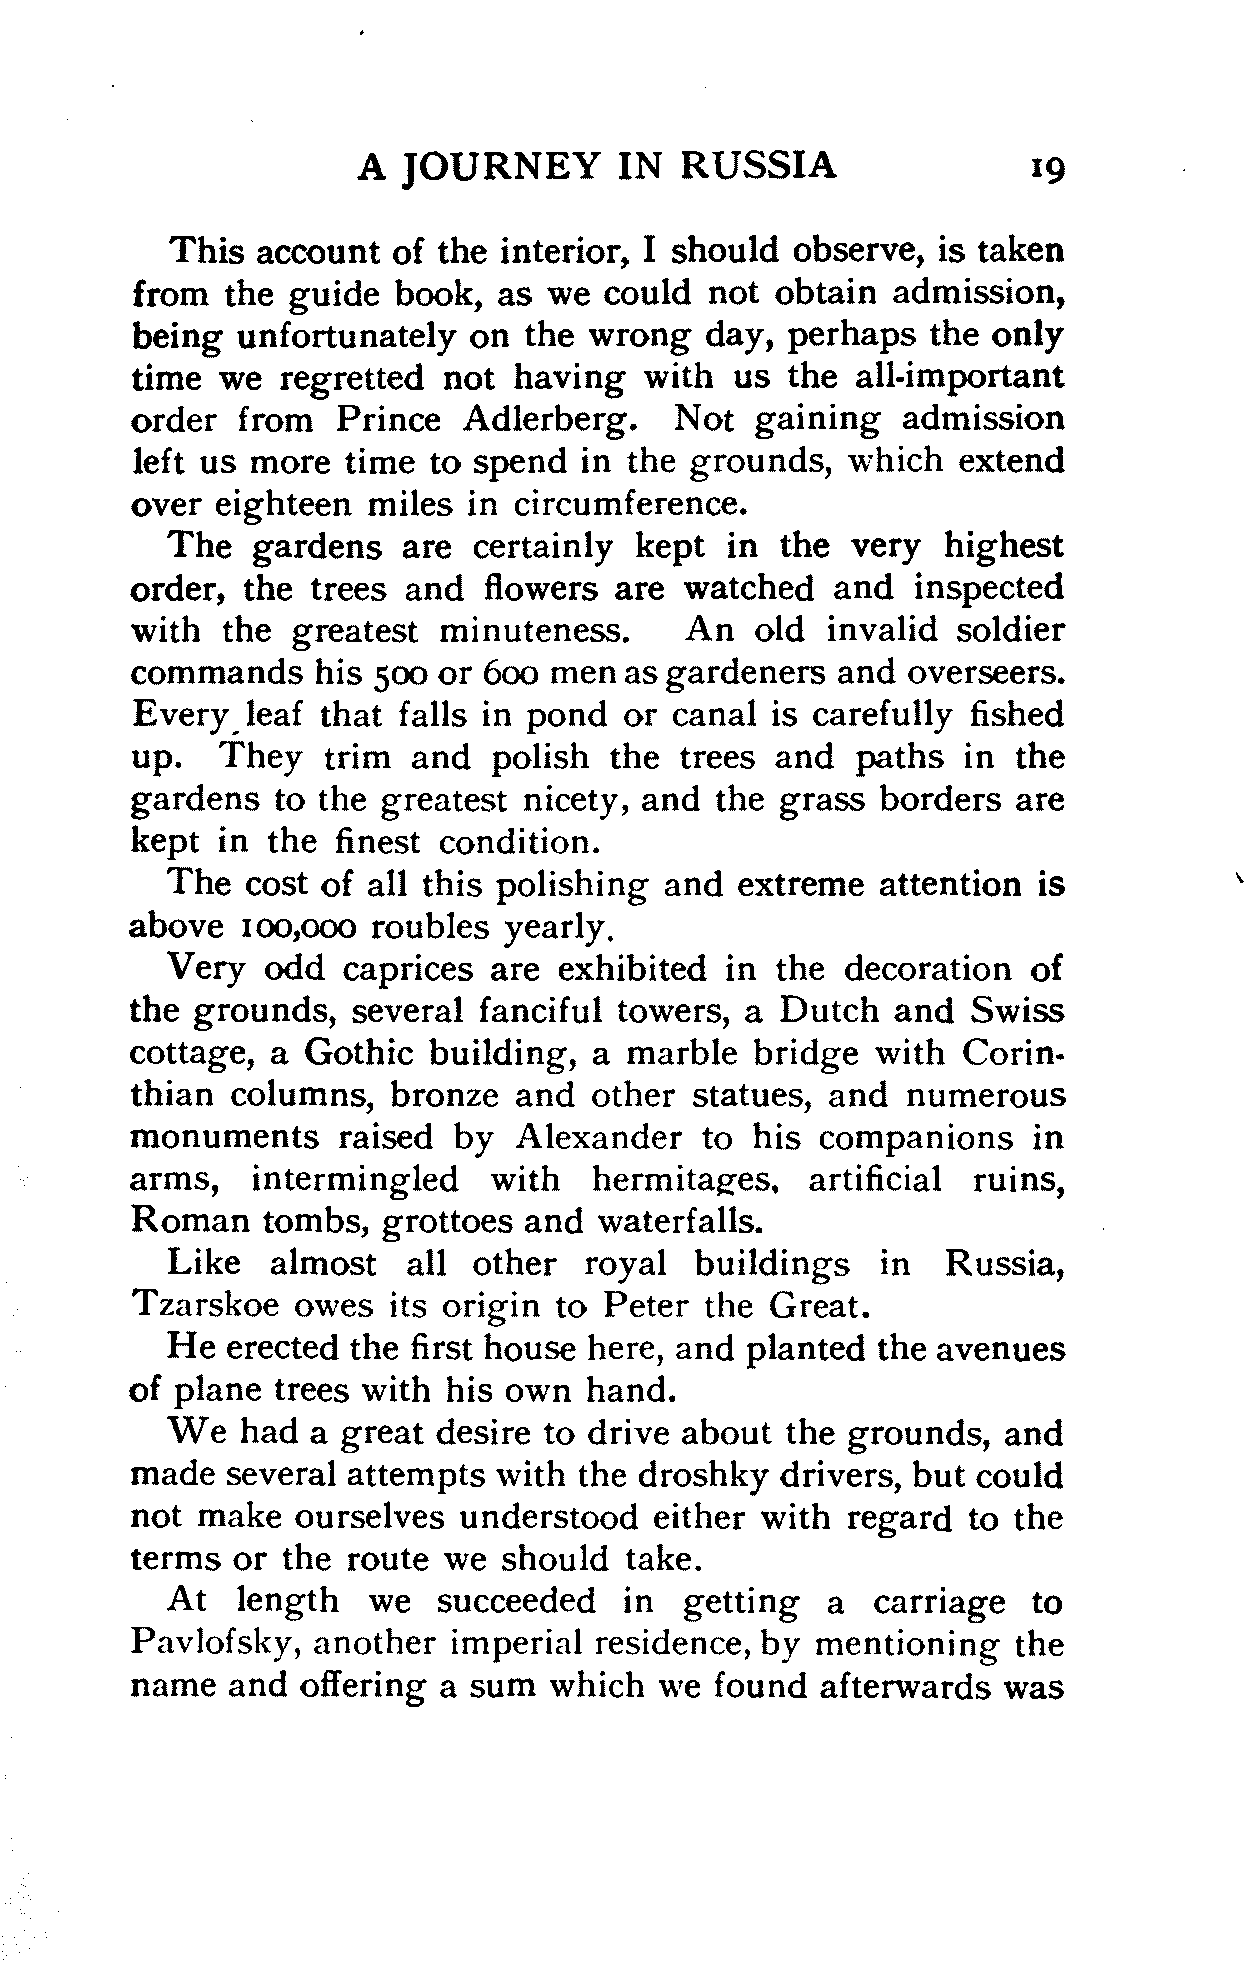 A JOURNEY IN RUSSIA 19
This account of the interior, I should observe, is taken
from the guide book, as we could not obtain admission,
being unfortunately on the wrong day, perhaps the only
time we regretted not having with us the all-important
order from Prince Adlerberg. Not gaining admission
left us more time to spend in the grounds, which extend
over eighteen miles in circumference.
The gardens are certainly kept in the very highest
order, the trees and flowers are watched and inspected
with the greatest minuteness. An old invalid soldier
commands his 500 or 600 men as gardeners and overseers.
Every leaf that falls in pond or canal is carefully fished
up. They trim and polish the trees and paths in the
gardens to the greatest nicety, and the grass borders are
kept in the finest condition.
The cost of all this polishing and extreme attention is
above 100,000 roubles yearly.
Very odd caprices are exhibited in the decoration of
the grounds, several fanciful towers, a Dutch and Swiss
cottage, a Gothic building, a marble bridge with Corin-
thian columns, bronze and other statues, and numerous
monuments raised by Alexander to his companions in
arms, intermingled with hermitages, artificial ruins,
Roman tombs, grottoes and waterfalls.
Like almost all other royal buildings in Russia,
Tzarskoe owes its origin to Peter the Great.
He erected the first house here, and planted the avenues
of plane trees with his own hand.
We had a great desire to drive about the grounds, and
made several attempts with the droshky drivers, but could
not make ourselves understood either with regard to the
terms or the route we should take.
At length we succeeded in getting a carriage to
Pavlofsky, another imperial residence, by mentioning the
name and offering a sum which we found afterwards was